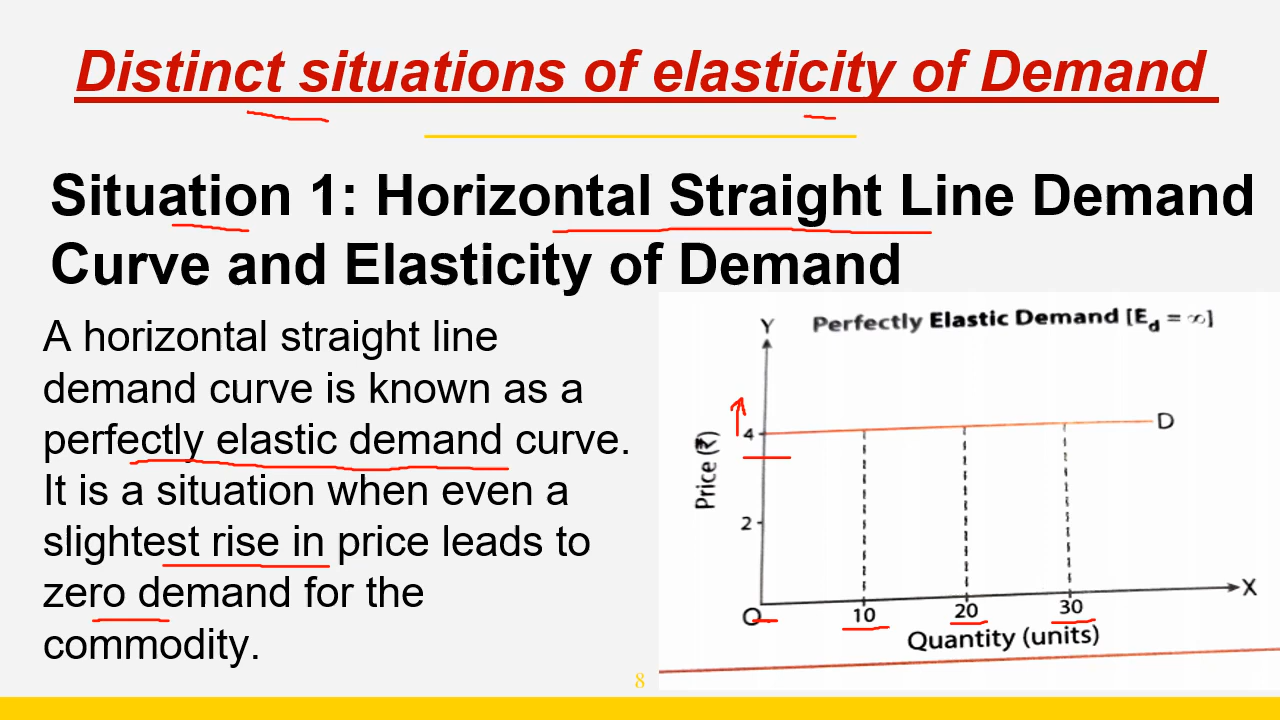 Distinct situations of elasticity of Demand
Situation 1: Horizontal Straight Line Demand
Curve and Elasticity of Demand
A horizontal straight line
demand curve is known as a
perfectly elastic demand curve.
It is a situation when even a
slightest rise in price leads to
zero demand for the
commodity.
Perfectly Elastic Demand [Ed = ∞]
Y
Price (₹)
4
D
2
O
10
20
30
X
Quantity (units)
8